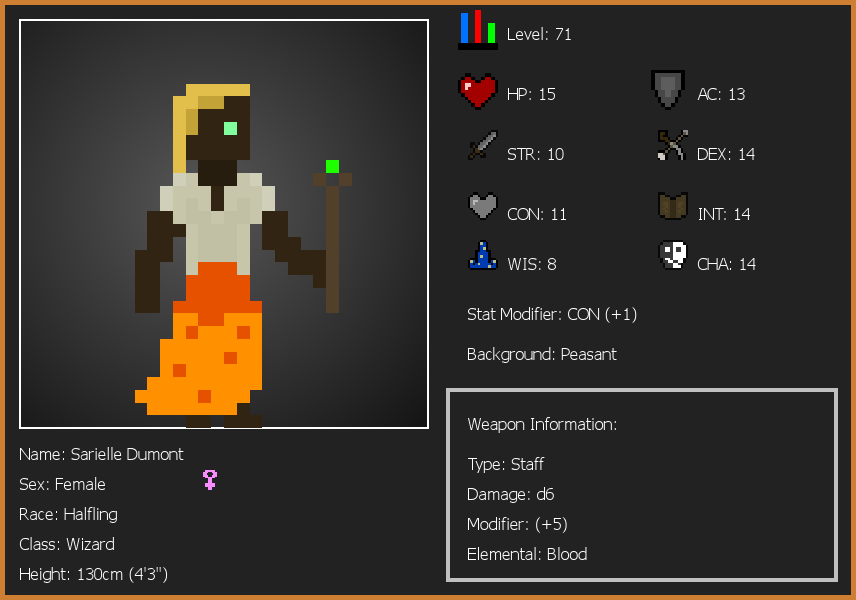 Level: 71
HP: 15
AC: 13
STR: 10
DEX: 14
CON: 11
INT: 14
WIS: 8
CHA: 14
Stat Modifier: CON (+1)
Background: Peasant
Weapon Information:
Type: Staff
Damage: d6
Modifier: (+5)
Elemental: Blood
Name: Sarielle Dumont
Sex: Female
Race: Halfling
Class: Wizard
Height: 130cm (4'3")